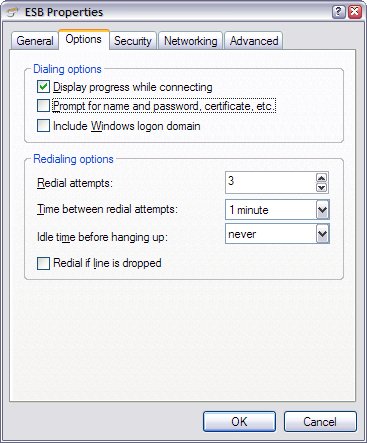 ESB Properties
General Options Security Networking Advanced
Dialing options
Display progress while connecting
Prompt for name and password, certificate, etc.
Include Windows logon domain
Redialing options
Redial attempts: 3
Time between redial attempts: 1 minute
Idle time before hanging up: never
Redial if line is dropped
OK Cancel